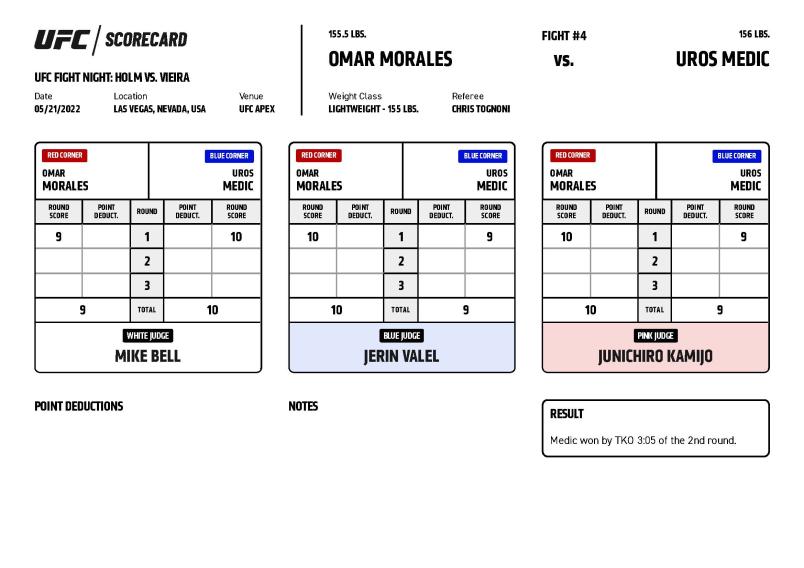 UFC / SCORECARD
UFC FIGHT NIGHT: HOLM VS. VIEIRA
Date Location Venue
05/21/2022 LAS VEGAS, NEVADA, USA UFC APEX
155.5 LBS. FIGHT #4 156 LBS.
OMAR MORALES VS. UROS MEDIC
Weight Class Referee
LIGHTWEIGHT - 155 LBS. CHRIS TOGNONI
RED CORNER BLUE CORNER
OMAR UROS
MORALES MEDIC
ROUND SCORE POINT DEDUCT. ROUND POINT DEDUCT. ROUND SCORE
9 1 10
2
3
9 TOTAL 10
WHITE JUDGE
MIKE BELL
RED CORNER BLUE CORNER
OMAR UROS
MORALES MEDIC
ROUND SCORE POINT DEDUCT. ROUND POINT DEDUCT. ROUND SCORE
10 1 9
2
3
10 TOTAL 9
BLUE JUDGE
JERIN VALEL
RED CORNER BLUE CORNER
OMAR UROS
MORALES MEDIC
ROUND SCORE POINT DEDUCT. ROUND POINT DEDUCT. ROUND SCORE
10 1 9
2
3
10 TOTAL 9
PINK JUDGE
JUNICHIRO KAMIJO
POINT DEDUCTIONS
NOTES
RESULT
Medic won by TKO 3:05 of the 2nd round.